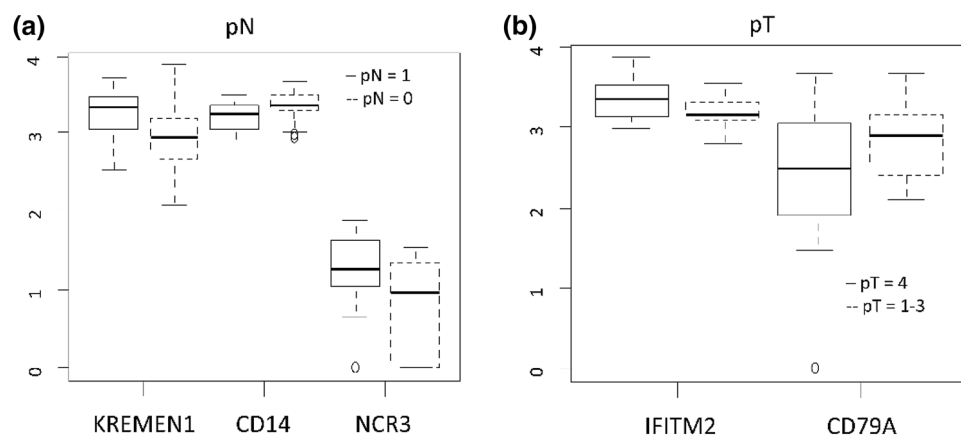 (a)
pN
4
3
2
1
0
– pN = 1
-- pN = 0
KREMEN1 CD14 NCR3
(b)
pT
4
3
2
1
0
– pT = 4
-- pT = 1-3
IFITM2 CD79A